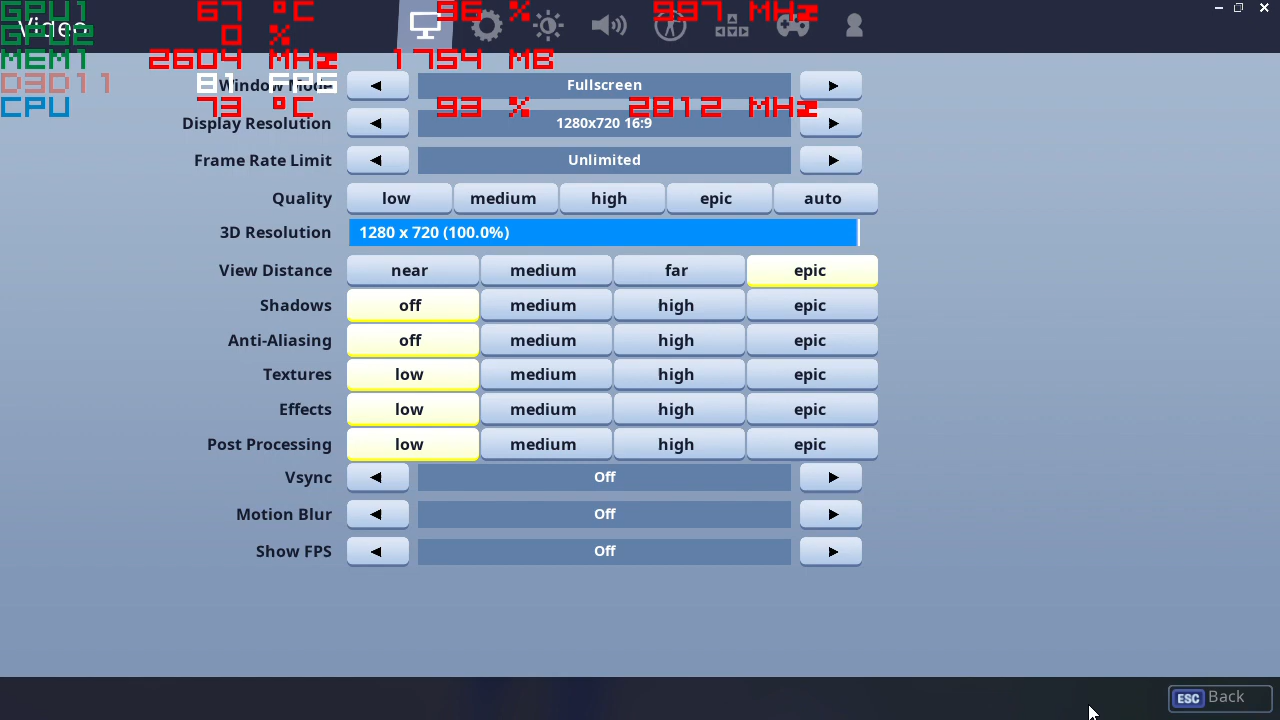 Video
GPU1 67 °C 96 % 997 MHz
GPU2 0 %
MEM1 2604 MHz 1754 MB
D3D11 81 FPS
Window Mode Fullscreen
CPU 73 °C 93 % 2812 MHz
Display Resolution 1280x720 16:9
Frame Rate Limit Unlimited
Quality low medium high epic auto
3D Resolution 1280 x 720 (100.0%)
View Distance near medium far epic
Shadows off medium high epic
Anti-Aliasing off medium high epic
Textures low medium high epic
Effects low medium high epic
Post Processing low medium high epic
Vsync Off
Motion Blur Off
Show FPS Off
ESC Back